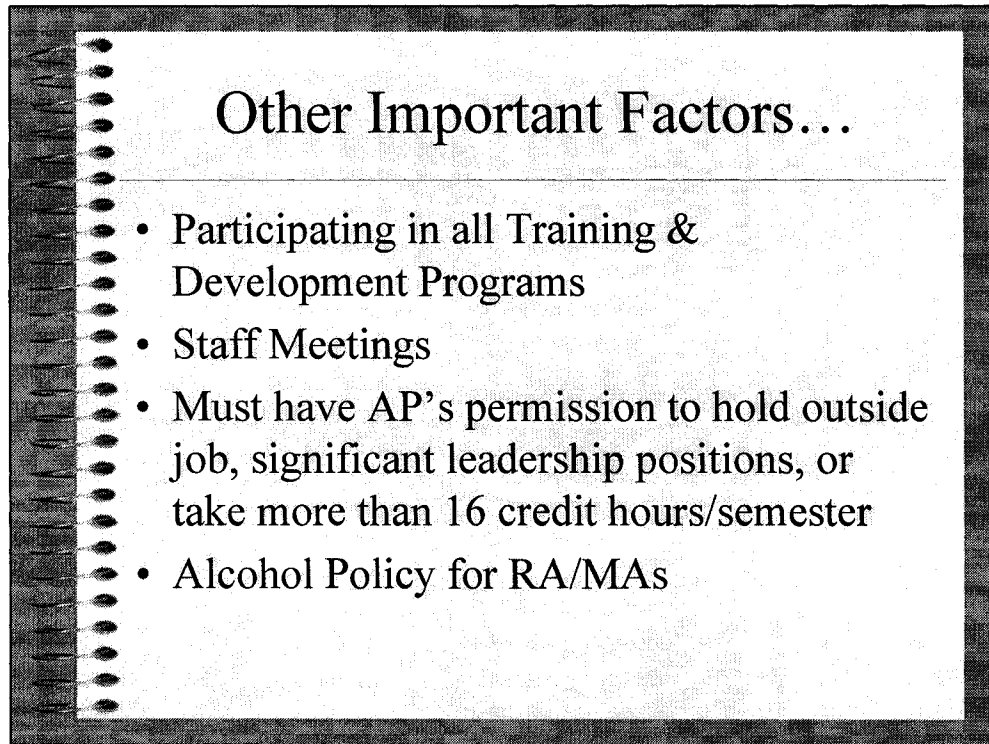 Other Important Factors…
• Participating in all Training &
Development Programs
• Staff Meetings
• Must have AP's permission to hold outside
job, significant leadership positions, or
take more than 16 credit hours/semester
• Alcohol Policy for RA/MAs